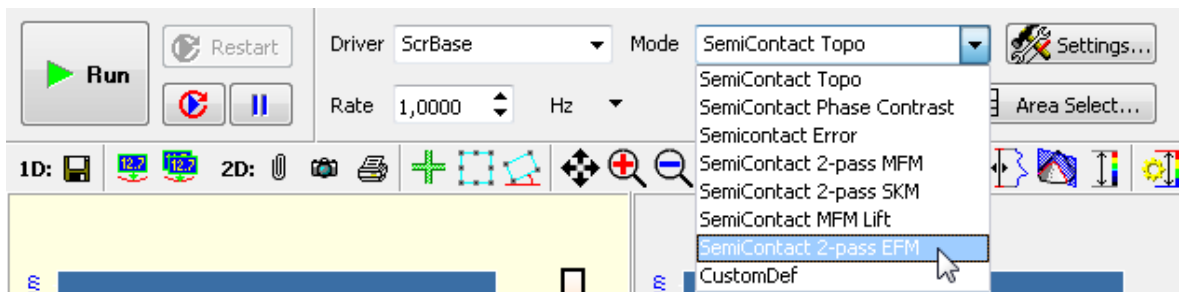 Run
Restart
Driver ScrBase
Mode SemiContact Topo
Settings...
Rate 1,0000 Hz
Area Select...
SemiContact Topo
SemiContact Phase Contrast
Semicontact Error
SemiContact 2-pass MFM
SemiContact 2-pass SKM
SemiContact MFM Lift
SemiContact 2-pass EFM
CustomDef
1D: 12.7 12.7 2D: